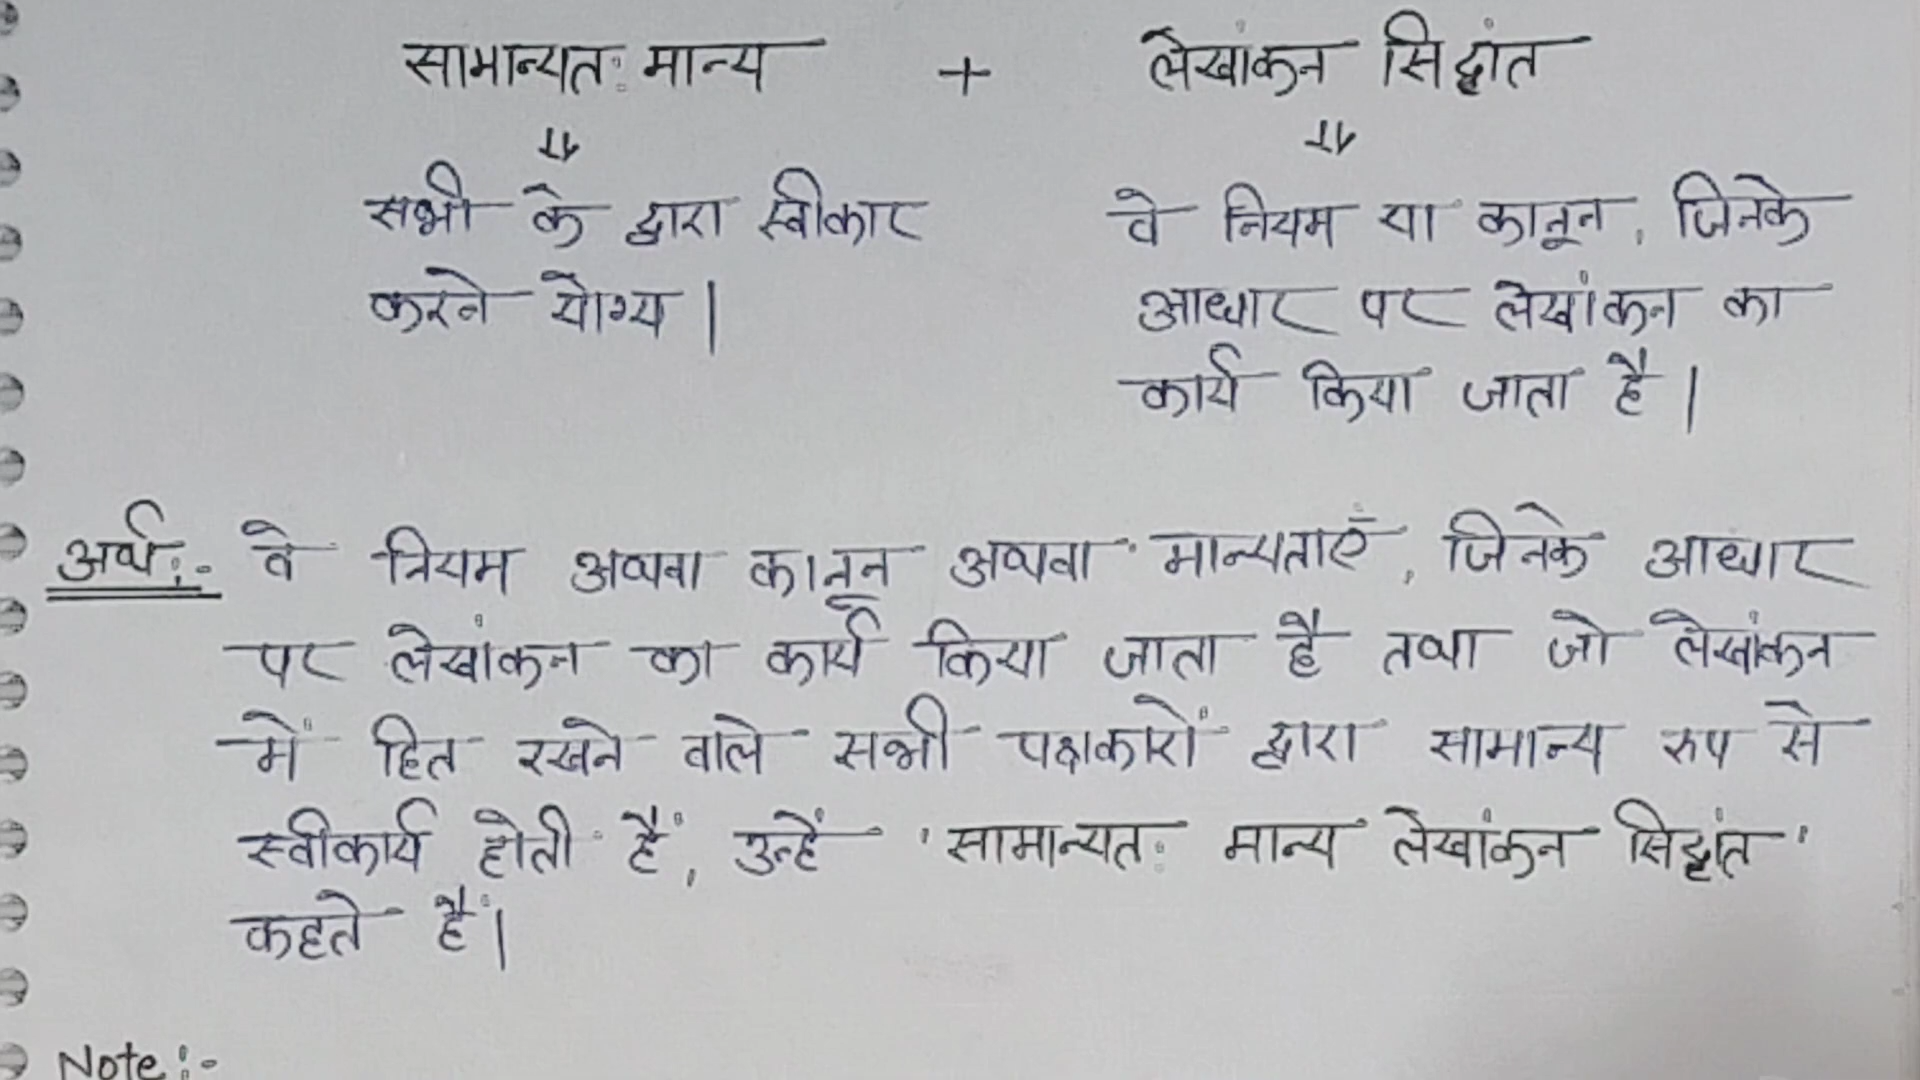 सामान्यतः मान्य + लेखांकन सिद्धांत
⇓ ⇓
सभी के द्वारा स्वीकार वे नियम या कानून, जिनके
करने योग्य। आधार पर लेखांकन का
कार्य किया जाता है।
अर्थ:- वे नियम अथवा कानून अथवा मान्यताएँ, जिनके आधार
पर लेखांकन का कार्य किया जाता है तथा जो लेखांकन
में हित रखने वाले सभी पक्षकारों द्वारा सामान्य रुप से
स्वीकार्य होती हैं, उन्हें 'सामान्यतः मान्य लेखांकन सिद्धांत'
कहते हैं।
Note:-